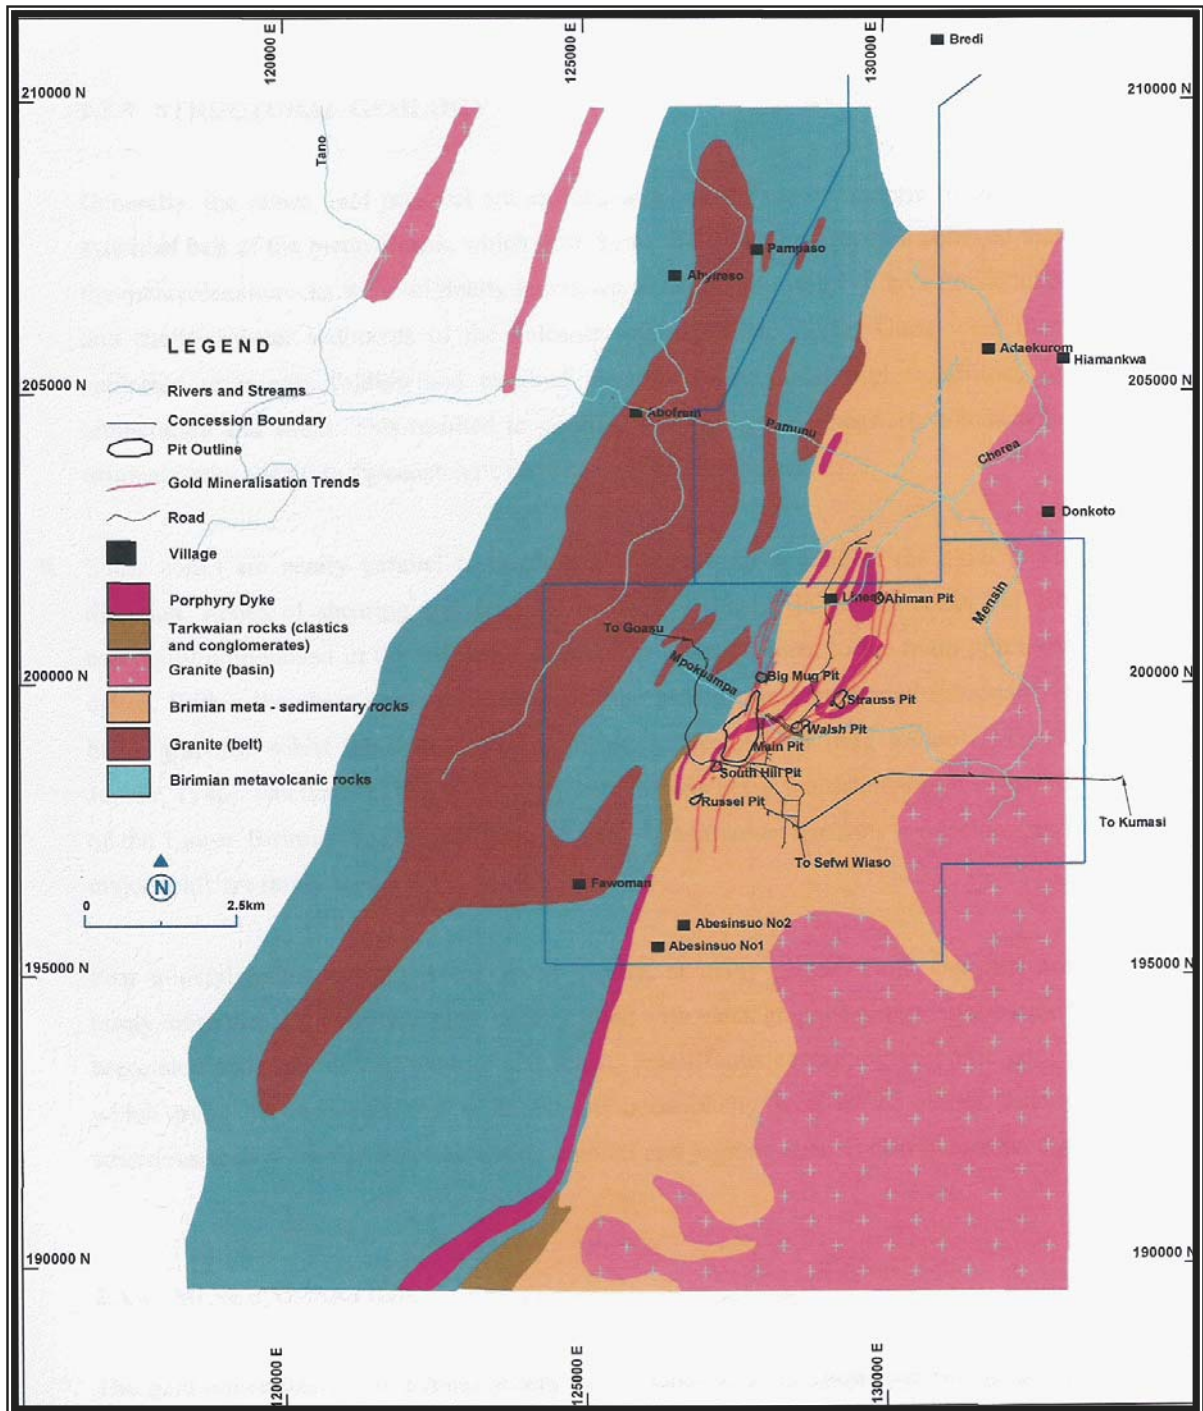 120000 E
125000 E
130000 E
Bredi
210000 N
210000 N
Tano
Pampaso
Abyireso
LEGEND
Adaekurom
Hiamankwa
205000 N
205000 N
Rivers and Streams
Abofrem
Concession Boundary
Pamunu
Pit Outline
Cherea
Gold Mineralisation Trends
Road
Donkoto
Village
Porphyry Dyke
Ahiman Pit
Mensin
Tarkwaian rocks (clastics
and conglomerates)
To Goasu
Granite (basin)
Mpokuampa
Big Mug Pit
200000 N
200000 N
Brimian meta - sedimentary rocks
Strauss Pit
Walsh Pit
Granite (belt)
Main Pit
Birimian metavolcanic rocks
South Hill Pit
Russel Pit
To Kumasi
To Sefwi Wiaso
N
Fawoman
0 2.5km
Abesinsuo No2
Abesinsuo No1
195000 N
195000 N
190000 N
190000 N
120000 E
125000 E
130000 E